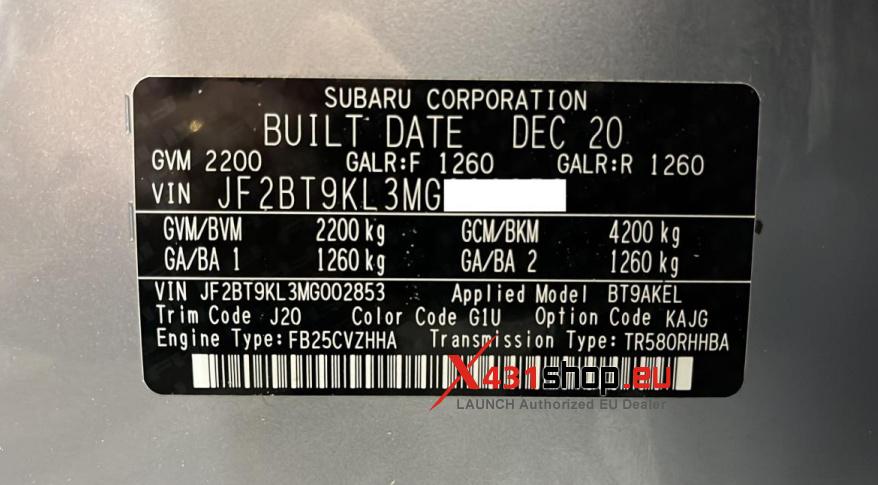 SUBARU CORPORATION
BUILT DATE DEC 20
GVM 2200 GALR:F 1260 GALR:R 1260
VIN JF2BT9KL3MG
GVM/BVM 2200 kg GCM/BKM 4200 kg
GA/BA 1 1260 kg GA/BA 2 1260 kg
VIN JF2BT9KL3MG002853 Applied Model BT9AKEL
Trim Code J20 Color Code G1U Option Code KAJG
Engine Type:FB25CVZHHA Transmission Type:TR580RHHBA
X431shop.eu
LAUNCH Authorized EU Dealer